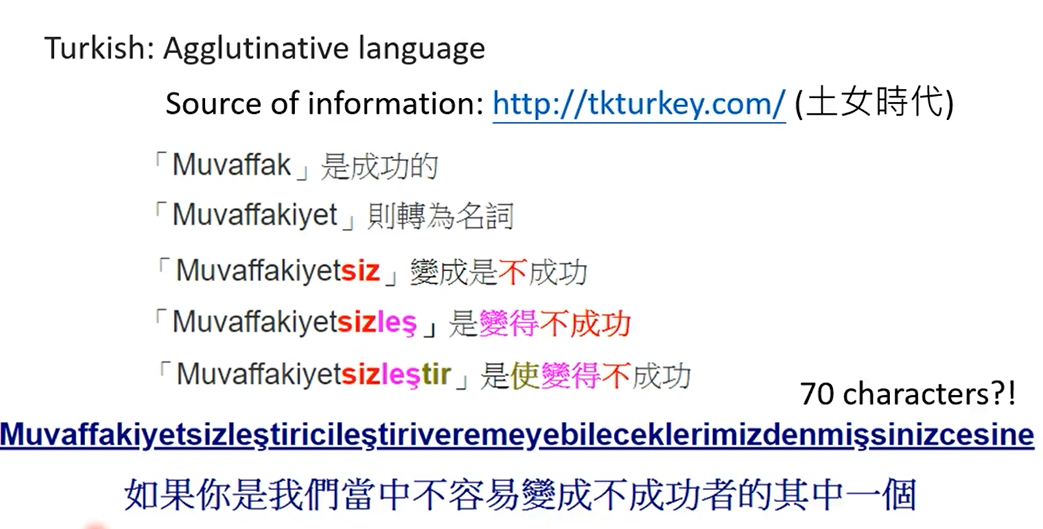 Turkish: Agglutinative language
Source of information: http://tkturkey.com/ (土女時代)
「Muvaffak」是成功的
「Muvaffakiyet」則轉為名詞
「Muvaffakiyetsiz」變成是不成功
「Muvaffakiyetsizleş」是變得不成功
「Muvaffakiyetsizleştir」是使變得不成功
70 characters?!
Muvaffakiyetsizleştiricileştiriveremeyebileceklerimizdenmişsinizcesine
如果你是我們當中不容易變成不成功者的其中一個